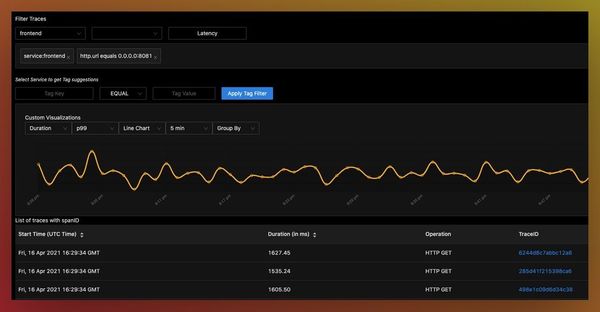 Filter Traces
frontend Latency
service:frontend × http.url equals 0.0.0.0:8081 ×
Select Service to get Tag suggestions
Tag Key EQUAL Tag Value Apply Tag Filter
Custom Visualizations
Duration p99 Line Chart 5 min Group By
List of traces with spanID
Start Time (UTC Time) Duration (in ms) Operation TraceID
Fri, 16 Apr 2021 16:29:34 GMT 1627.45 HTTP GET 6244d8c7abbc12a8
Fri, 16 Apr 2021 16:29:34 GMT 1535.24 HTTP GET 285d41f215398ca6
Fri, 16 Apr 2021 16:29:34 GMT 1605.50 HTTP GET 498e1c09d6d34c38